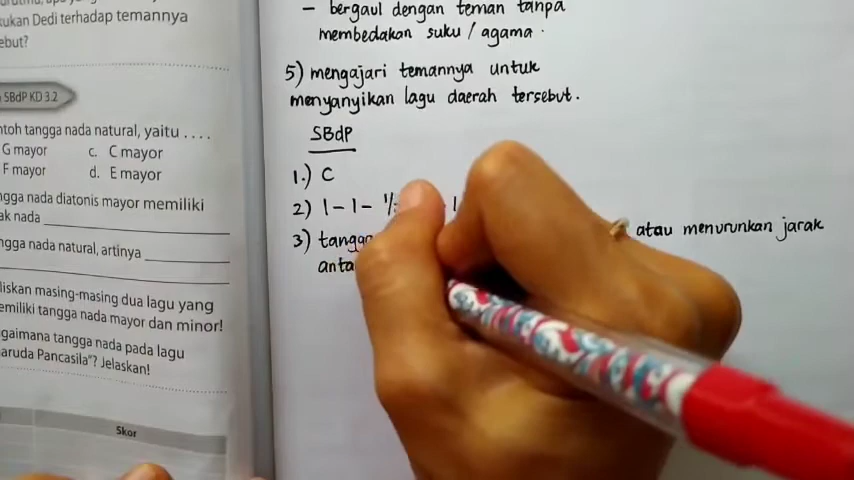 kukan Dedi terhadap temannya
ebut?
SBdP KD 3.2
ntoh tangga nada natural, yaitu . . . .
G mayor c. C mayor
F mayor d. E mayor
ngga nada diatonis mayor memiliki
ak nada
ngga nada natural, artinya
liskan masing-masing dua lagu yang
emiliki tangga nada mayor dan minor!
gaimana tangga nada pada lagu
aruda Pancasila"? Jelaskan!
Skor
- bergaul dengan teman tanpa
membedakan suku / agama.
5) mengajari temannya untuk
menyanyikan lagu daerah tersebut.
SBdP
1.) C
2) 1 - 1 - 1/
3) tangga atau menurunkan jarak
anta